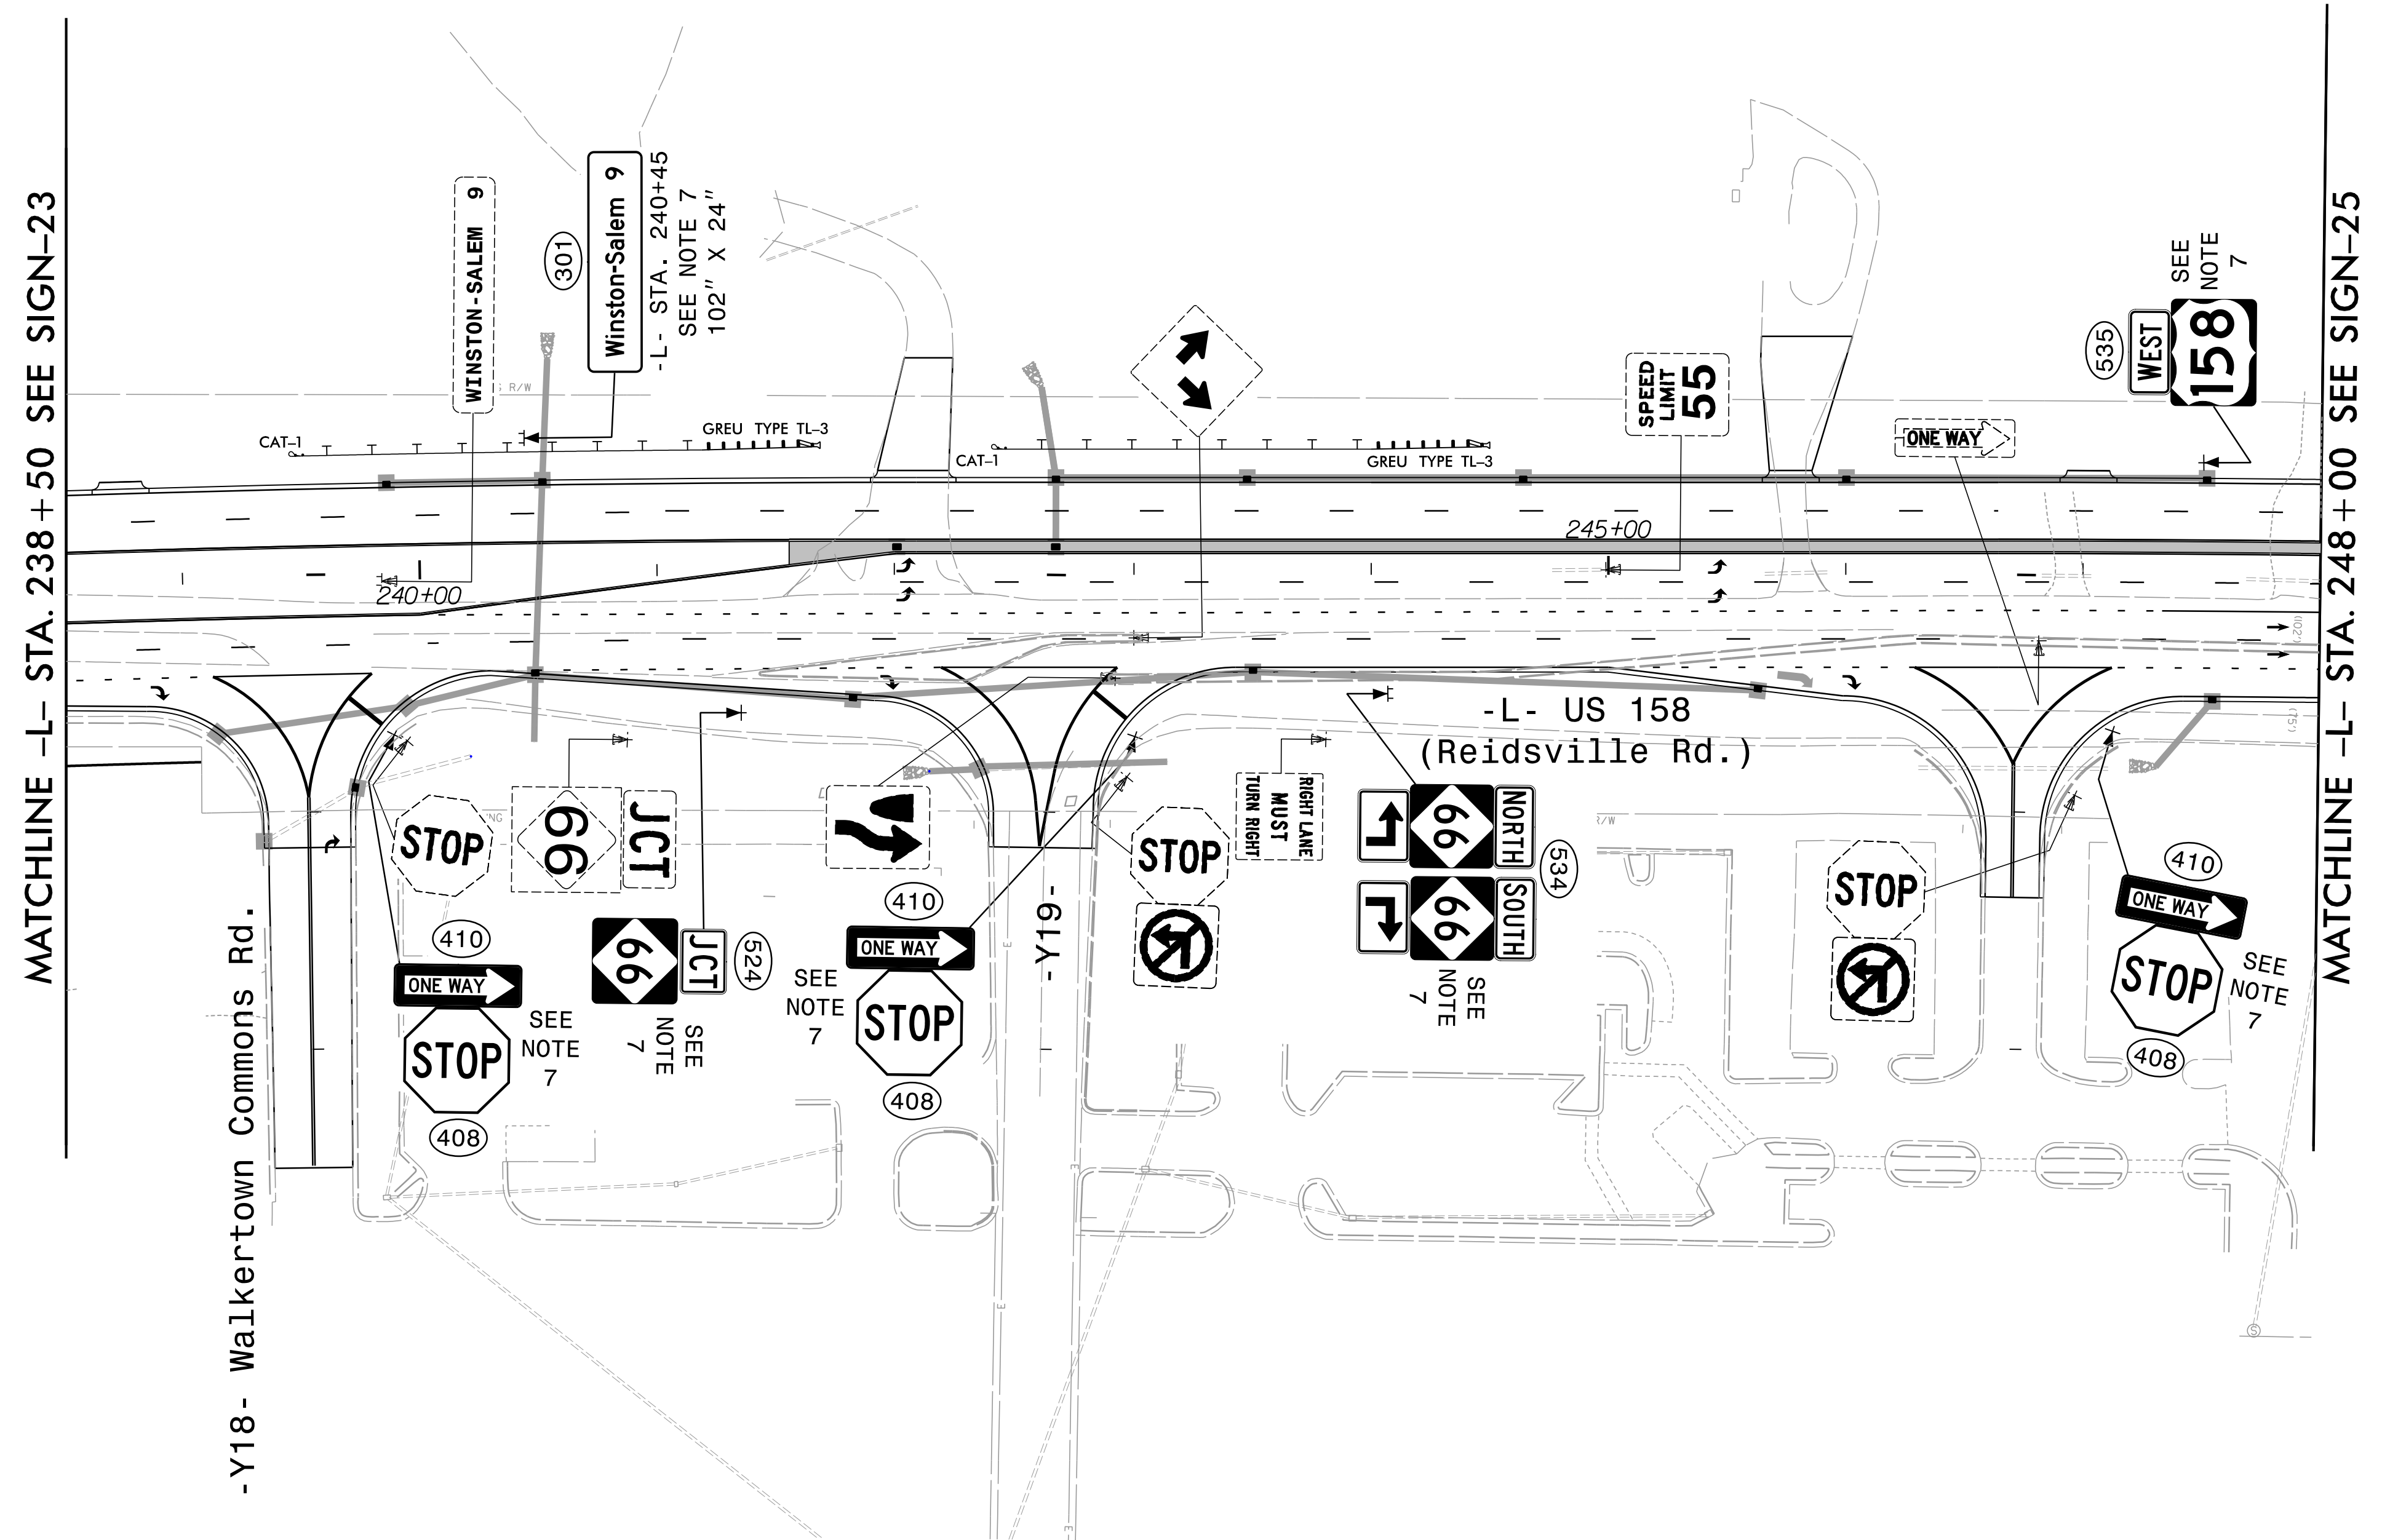 MATCHLINE –L– STA. 238+50 SEE SIGN–23
WINSTON-SALEM 9
301
Winston-Salem 9
-L- STA. 240+45
SEE NOTE 7
102" X 24"
R/W
CAT–1
GREU TYPE TL–3
CAT–1
GREU TYPE TL–3
SPEED
LIMIT
55
ONE WAY
535
WEST
158
SEE
NOTE
7
MATCHLINE –L– STA. 248+00 SEE SIGN–25
240+00
245+00
(102')
(75')
-L- US 158
(Reidsville Rd.)
STOP
JCT
66
STOP
RIGHT LANE
MUST
TURN RIGHT
NORTH
66
SOUTH
66
534
SEE
NOTE
7
R/W
STOP
410
ONE WAY
STOP
408
SEE
NOTE
7
JCT
66
524
SEE
NOTE
7
410
ONE WAY
STOP
408
SEE
NOTE
7
-Y19-
410
ONE WAY
STOP
408
SEE
NOTE
7
-Y18- Walkertown Commons Rd.
E
E
E
E
S